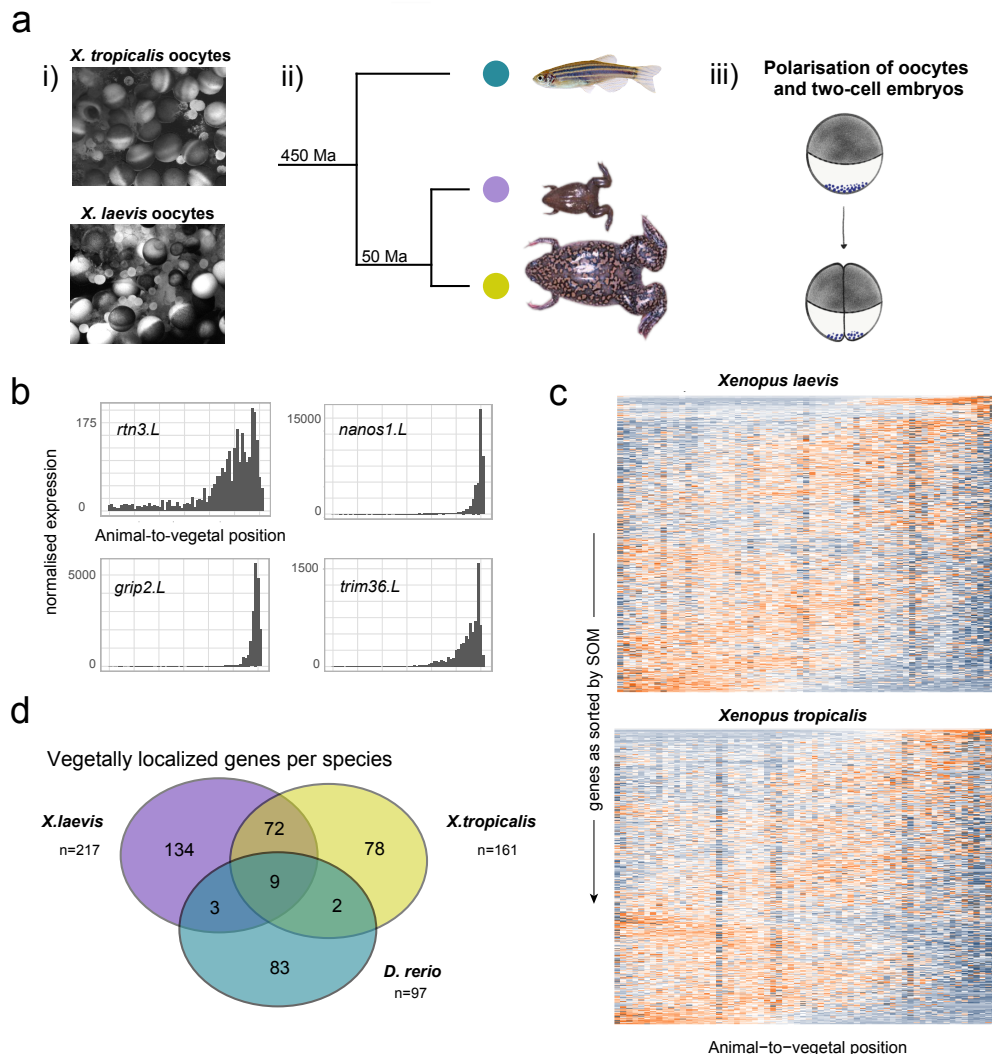 a
i)
X. tropicalis oocytes
X. laevis oocytes
ii)
450 Ma
50 Ma
iii)
Polarisation of oocytes
and two-cell embryos
b
normalised expression
175
0
rtn3.L
Animal-to-vegetal position
15000
0
nanos1.L
5000
0
grip2.L
1500
0
trim36.L
c
Xenopus laevis
genes as sorted by SOM
Xenopus tropicalis
Animal-to-vegetal position
d
Vegetally localized genes per species
X.laevis
n=217
X.tropicalis
n=161
134
72
78
9
3
2
83
D. rerio
n=97